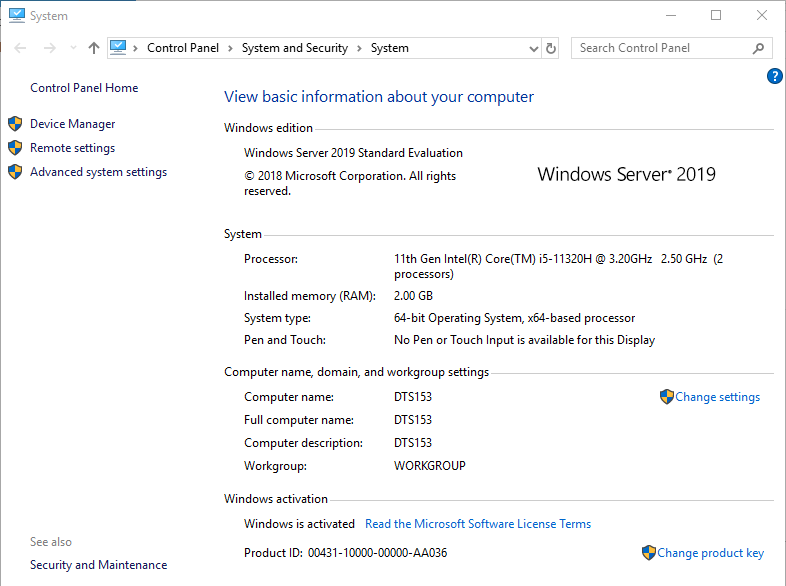 System
Control Panel > System and Security > System
Search Control Panel
?
Control Panel Home
Device Manager
Remote settings
Advanced system settings
View basic information about your computer
Windows edition
Windows Server 2019 Standard Evaluation
© 2018 Microsoft Corporation. All rights
reserved.
Windows Server® 2019
System
Processor: 11th Gen Intel(R) Core(TM) i5-11320H @ 3.20GHz 2.50 GHz (2
processors)
Installed memory (RAM): 2.00 GB
System type: 64-bit Operating System, x64-based processor
Pen and Touch: No Pen or Touch Input is available for this Display
Computer name, domain, and workgroup settings
Computer name: DTS153 Change settings
Full computer name: DTS153
Computer description: DTS153
Workgroup: WORKGROUP
Windows activation
Windows is activated Read the Microsoft Software License Terms
Product ID: 00431-10000-00000-AA036 Change product key
See also
Security and Maintenance